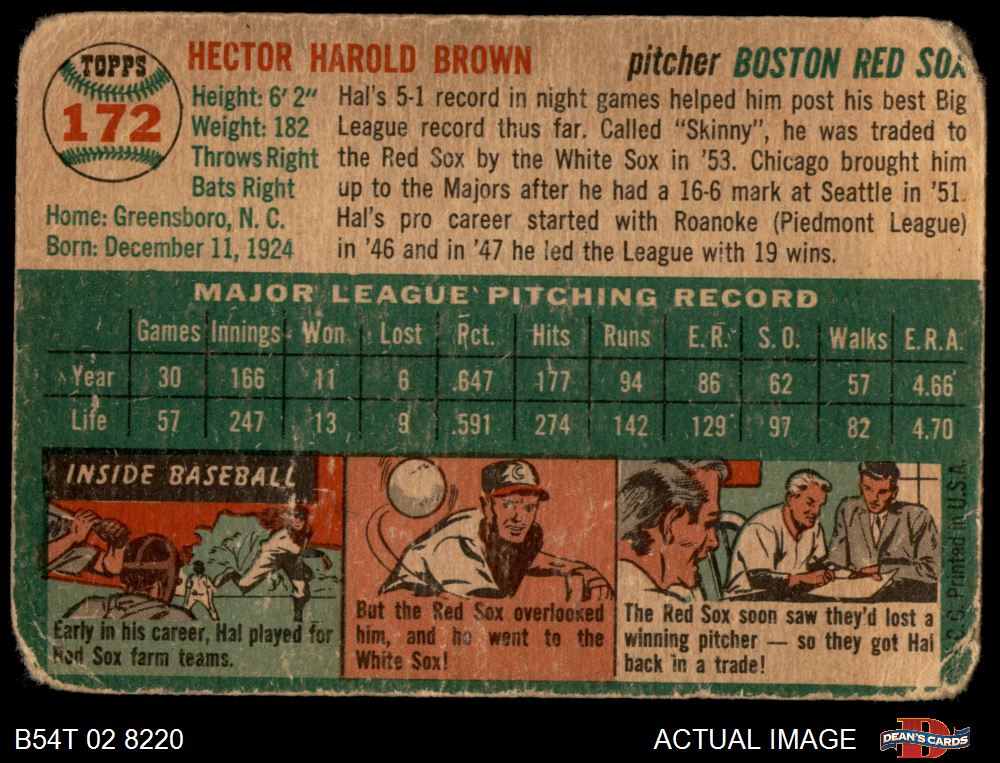 TOPPS
172
HECTOR HAROLD BROWN
pitcher BOSTON RED SOX
Height: 6' 2"
Weight: 182
Throws Right
Bats Right
Home: Greensboro, N. C.
Born: December 11, 1924
Hal's 5-1 record in night games helped him post his best Big
League record thus far. Called "Skinny", he was traded to
the Red Sox by the White Sox in '53. Chicago brought him
up to the Majors after he had a 16-6 mark at Seattle in '51.
Hal's pro career started with Roanoke (Piedmont League)
in '46 and in '47 he led the League with 19 wins.
MAJOR LEAGUE PITCHING RECORD
Games Innings Won Lost Pct. Hits Runs E.R. S.O. Walks E.R.A.
Year 30 166 11 6 .647 177 94 86 62 57 4.66
Life 57 247 13 9 .591 274 142 129 97 82 4.70
INSIDE BASEBALL
Early in his career, Hal played for
Red Sox farm teams.
C
But the Red Sox overlooked
him, and he went to the
White Sox!
The Red Sox soon saw they'd lost a
winning pitcher — so they got Hal
back in a trade!
C. G. Printed in U.S.A.
B54T 02 8220
ACTUAL IMAGE
D
DEAN'S CARDS